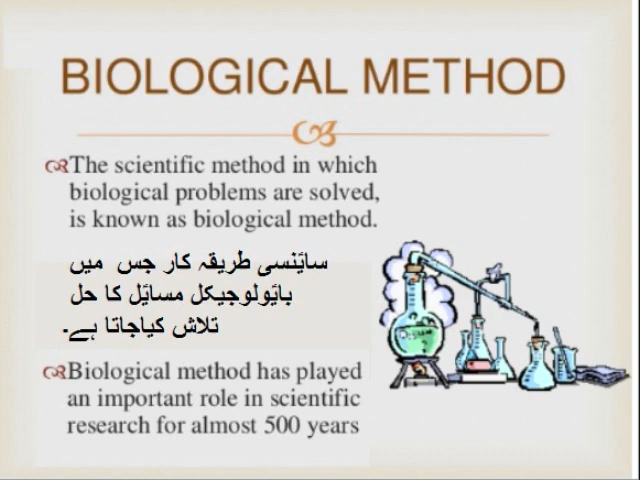 BIOLOGICAL METHOD
The scientific method in which
biological problems are solved,
is known as biological method.
سائنسی طریقہ کار جس میں
بائولوجیکل مسائل کا حل
تلاش کیاجاتا ہے۔
Biological method has played
an important role in scientific
research for almost 500 years